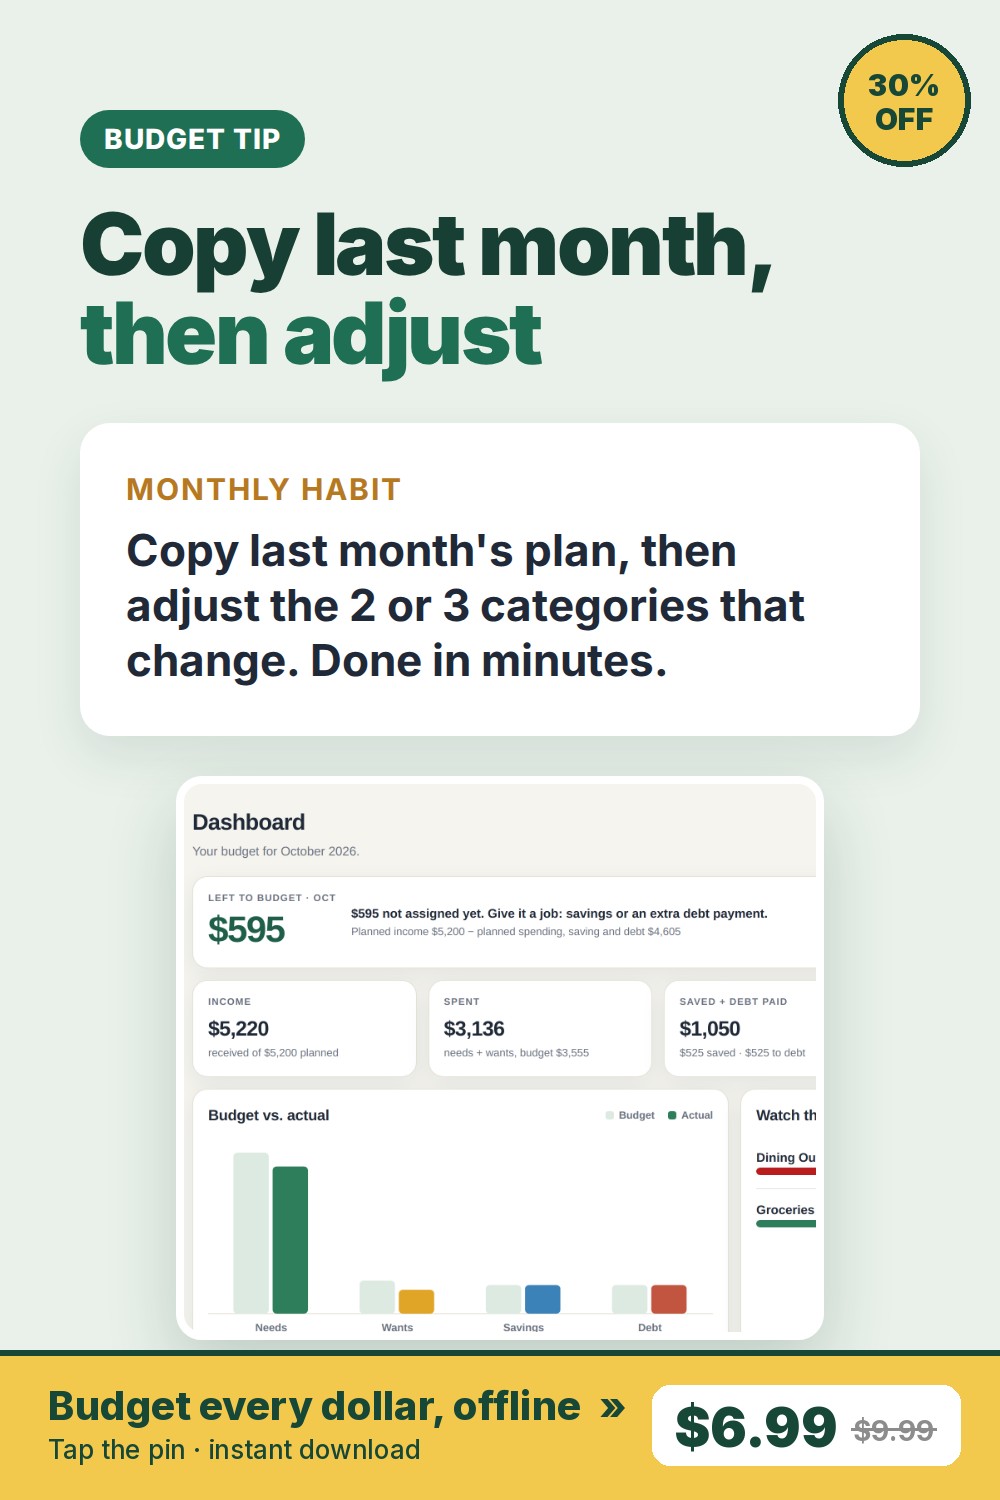 30%
OFF
BUDGET TIP
Copy last month,
then adjust
MONTHLY HABIT
Copy last month's plan, then
adjust the 2 or 3 categories that
change. Done in minutes.
Dashboard
Your budget for October 2026.
LEFT TO BUDGET · OCT
$595
$595 not assigned yet. Give it a job: savings or an extra debt payment.
Planned income $5,200 − planned spending, saving and debt $4,605
INCOME
$5,220
received of $5,200 planned
SPENT
$3,136
needs + wants, budget $3,555
SAVED + DEBT PAID
$1,050
$525 saved · $525 to debt
Budget vs. actual
Budget
Actual
Needs
Wants
Savings
Debt
Watch th
Dining Ou
Groceries
Budget every dollar, offline »
Tap the pin · instant download
$6.99 $9.99